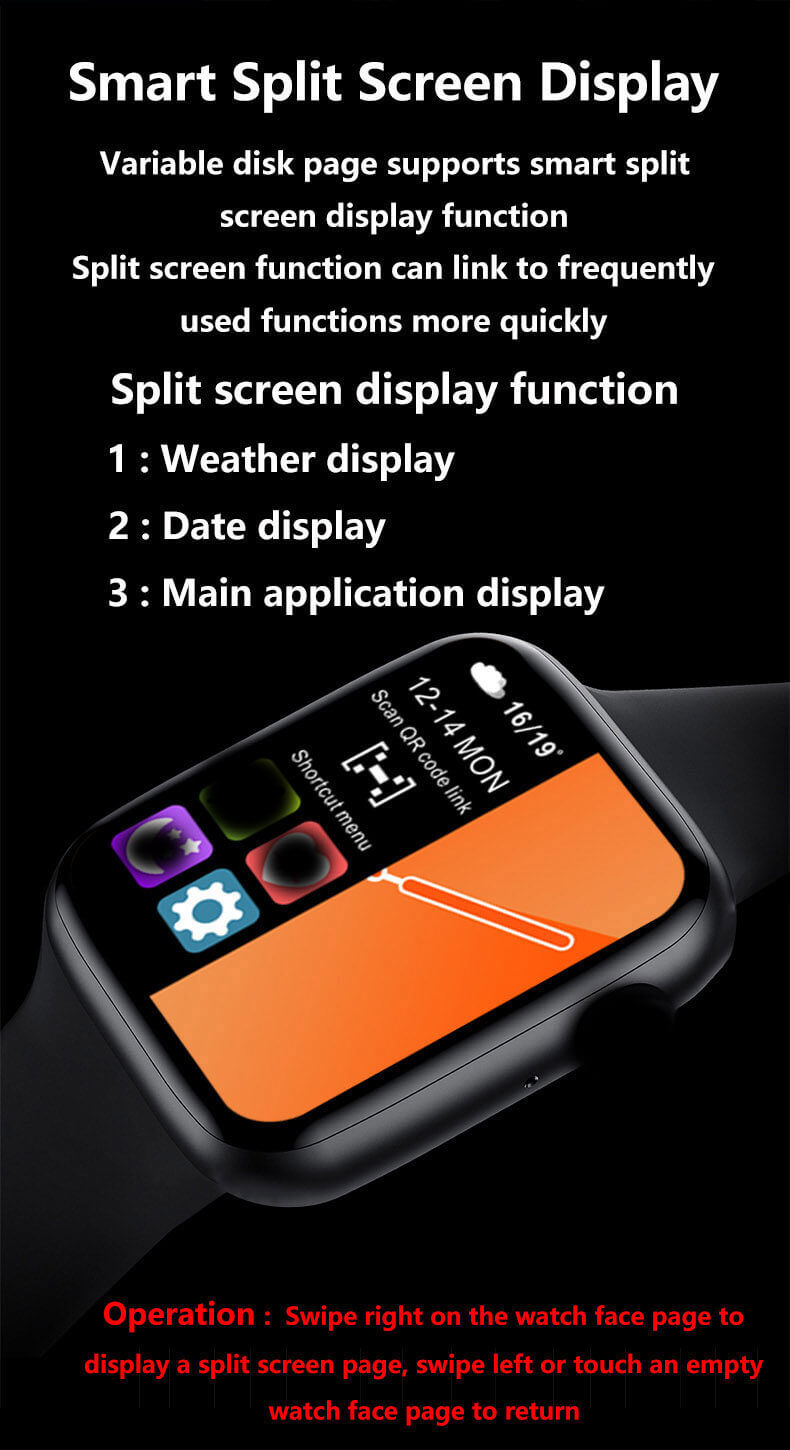 Smart Split Screen Display
Variable disk page supports smart split
screen display function
Split screen function can link to frequently
used functions more quickly
Split screen display function
1 : Weather display
2 : Date display
3 : Main application display
16/19°
12-14 MON
Scan QR code link
Shortcut menu
Operation : Swipe right on the watch face page to
display a split screen page, swipe left or touch an empty
watch face page to return